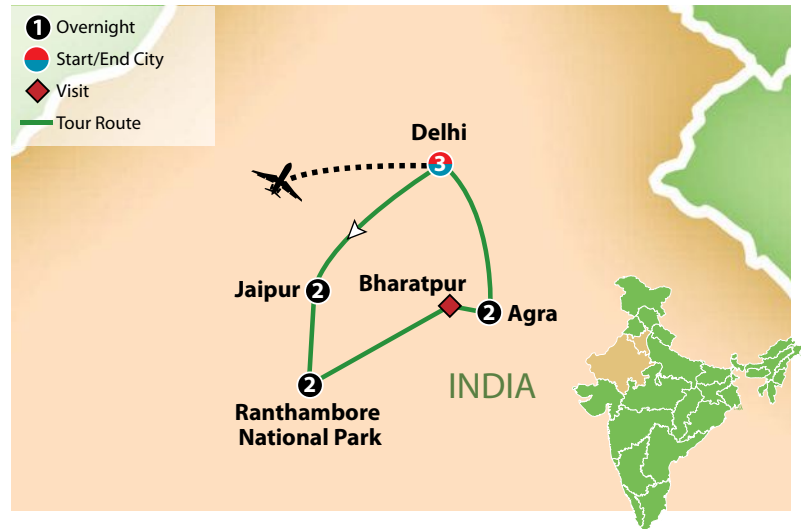 1 Overnight
Start/End City
Visit
Tour Route
Delhi
3
Jaipur 2
Bharatpur
2 Agra
2
Ranthambore
National Park
INDIA